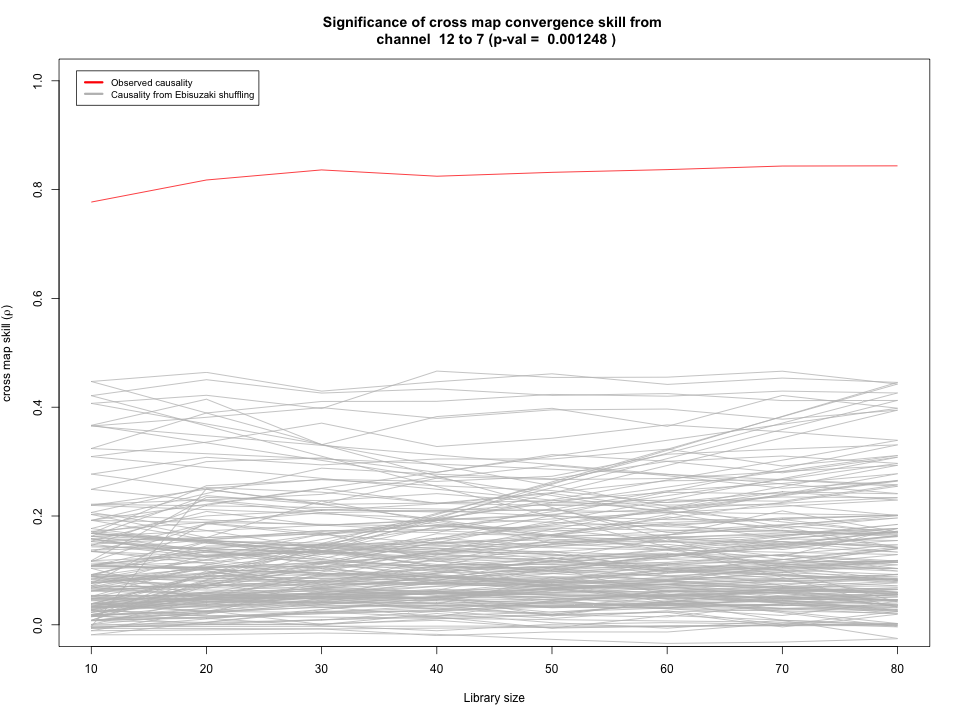 Significance of cross map convergence skill from
channel  12 to 7 (p-val =  0.001248 )
Observed causality
Causality from Ebisuzaki shuffling
cross map skill (ρ)
1.0
0.8
0.6
0.4
0.2
0.0
10 20 30 40 50 60 70 80
Library size